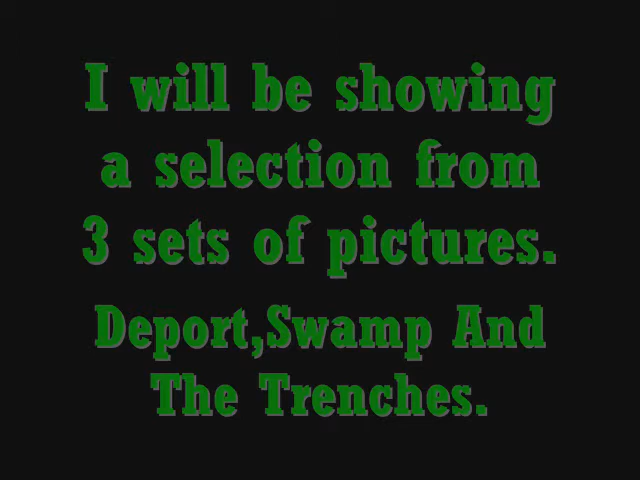 I will be showing
a selection from
3 sets of pictures.
Deport,Swamp And
The Trenches.